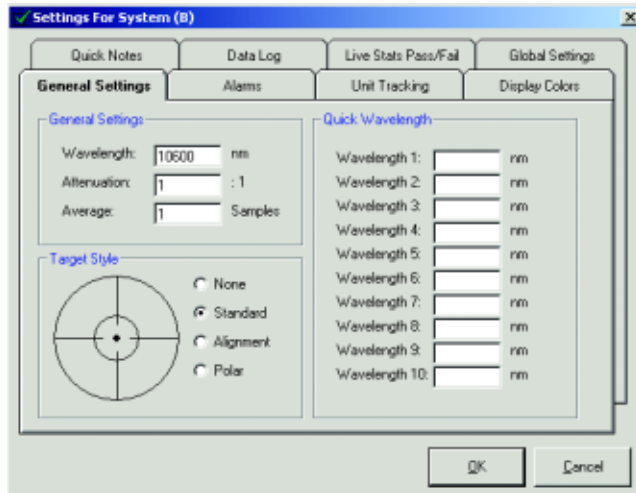 Settings For System (B)
Quick Notes
Data Log
Live Stats Pass/Fail
Global Settings
General Settings
Alarms
Unit Tracking
Display Colors
General Settings
Wavelength: 10600 nm
Attenuation: 1 : 1
Average: 1 Samples
Target Style
None
Standard
Alignment
Polar
Quick Wavelength
Wavelength 1: nm
Wavelength 2: nm
Wavelength 3: nm
Wavelength 4: nm
Wavelength 5: nm
Wavelength 6: nm
Wavelength 7: nm
Wavelength 8: nm
Wavelength 9: nm
Wavelength 10: nm
OK
Cancel